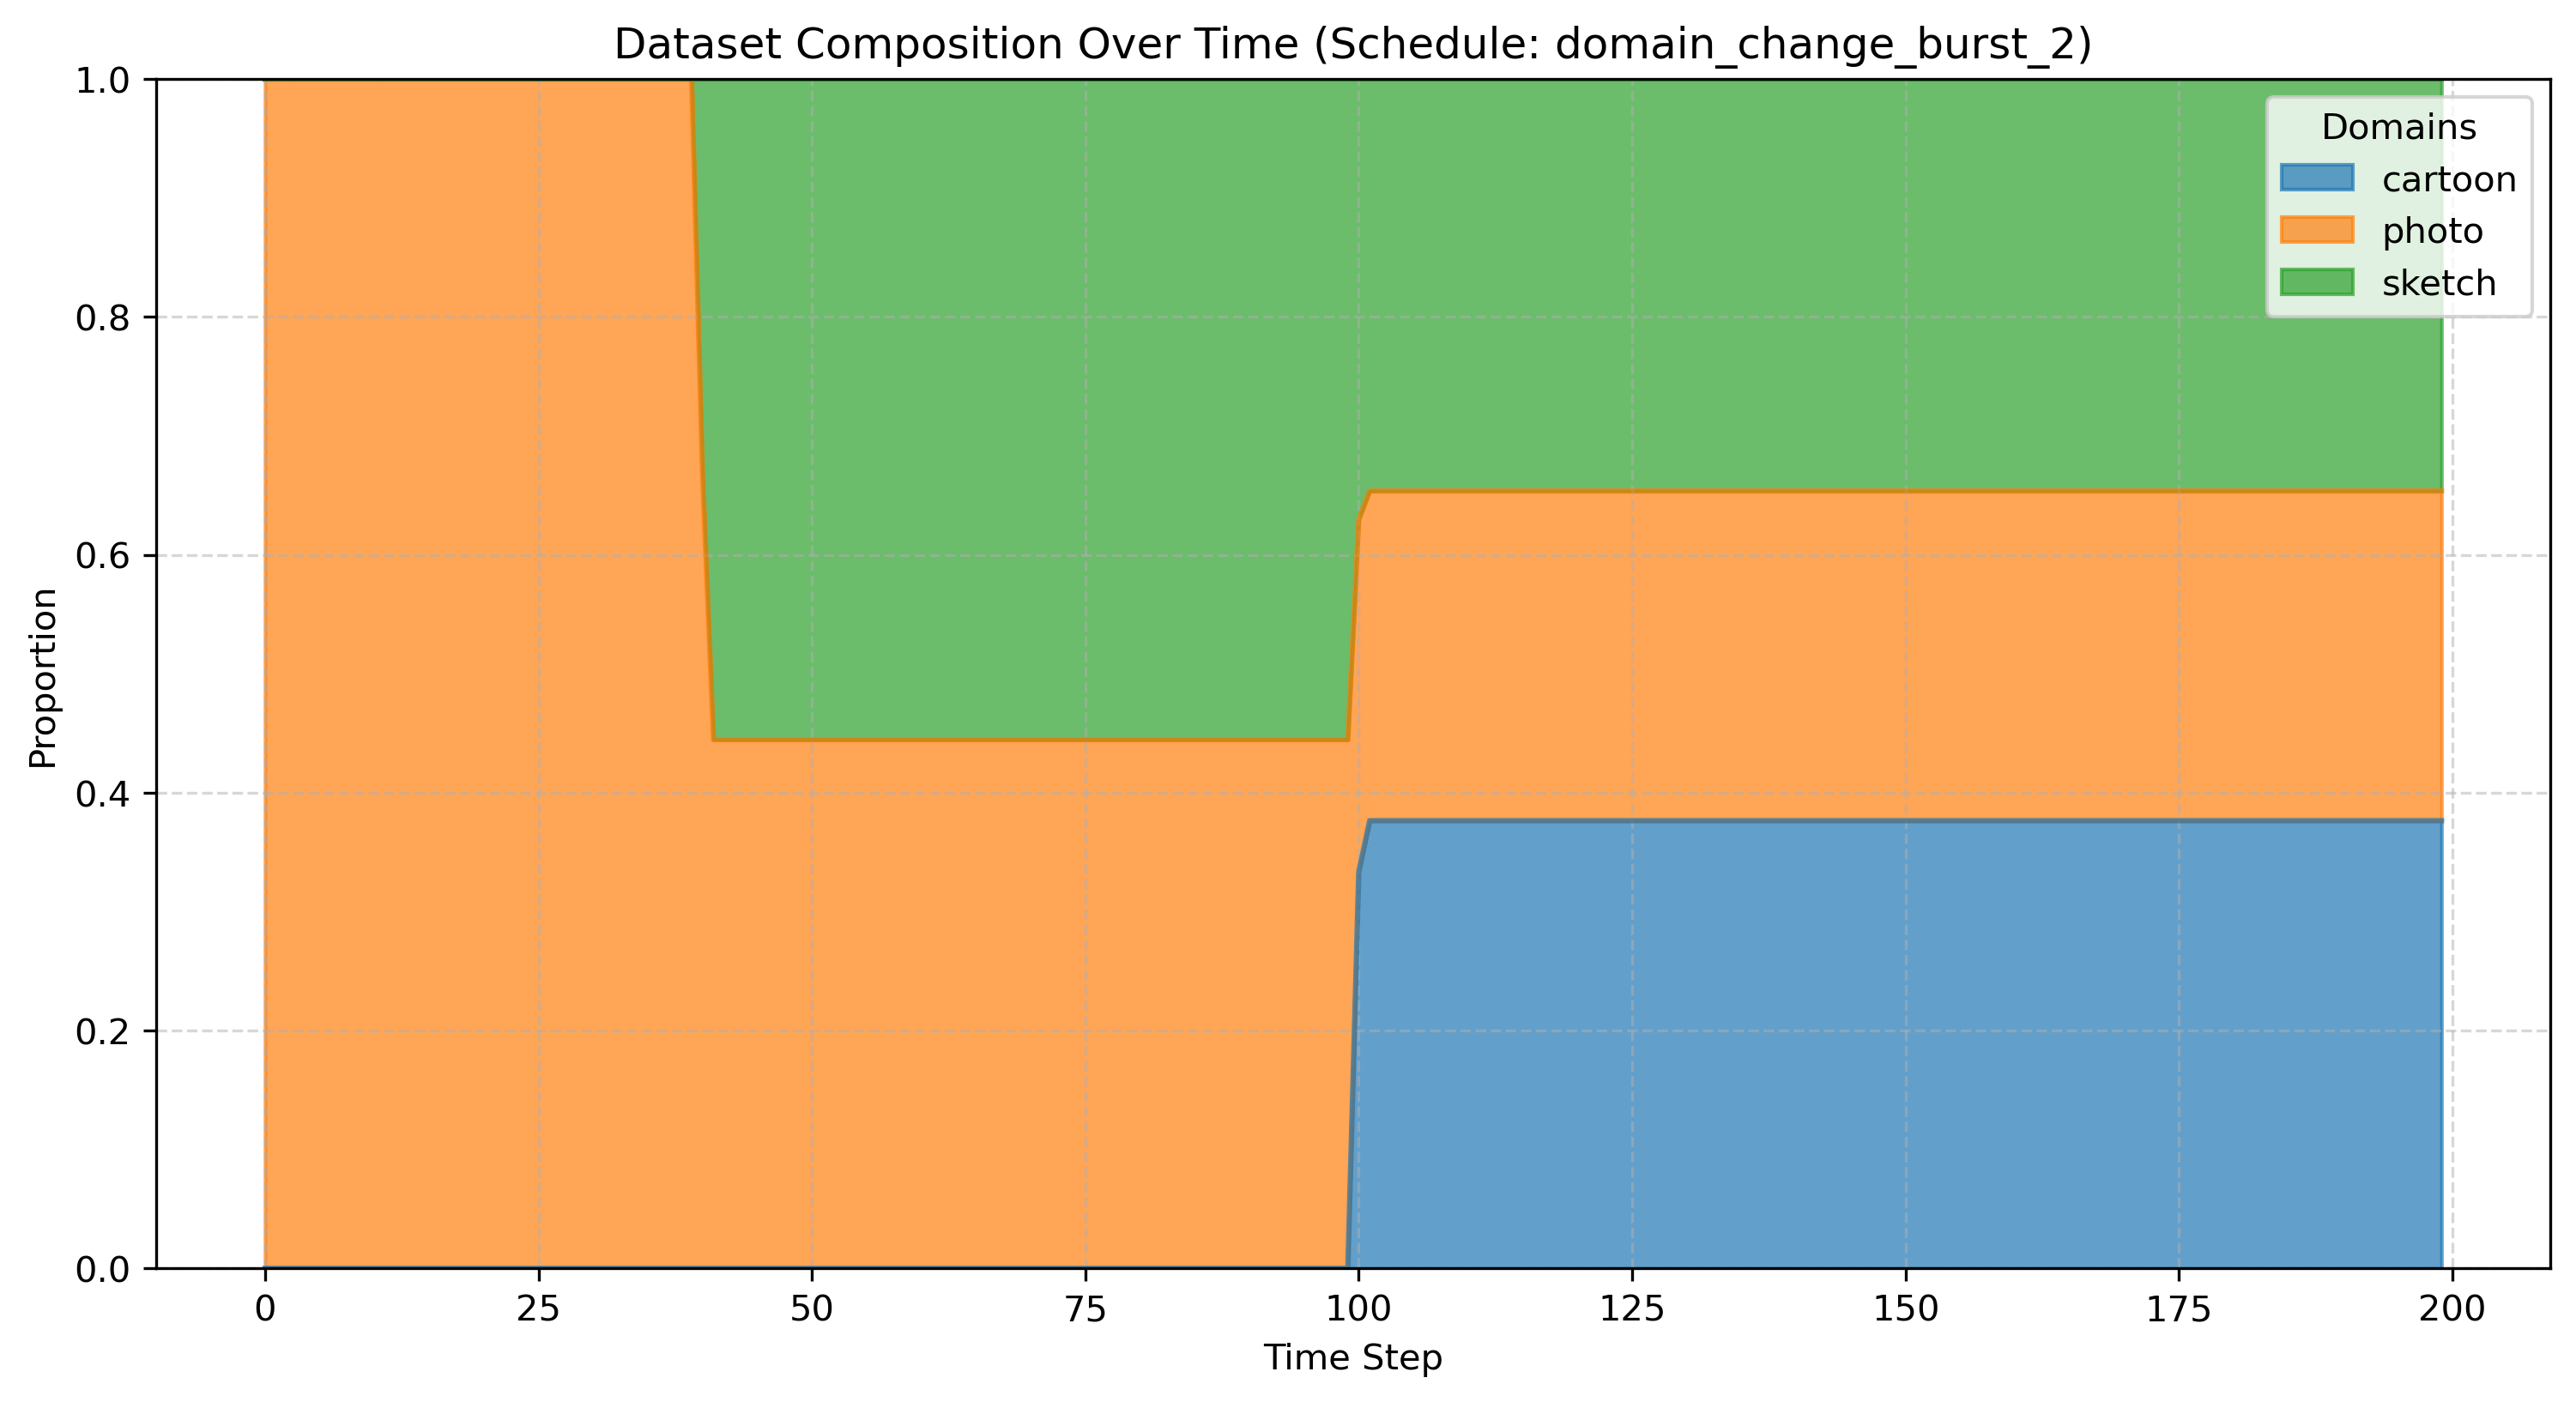 Dataset Composition Over Time (Schedule: domain_change_burst_2)
Domains
cartoon
photo
sketch
1.0
0.8
0.6
0.4
0.2
0.0
Proportion
0 25 50 75 100 125 150 175 200
Time Step